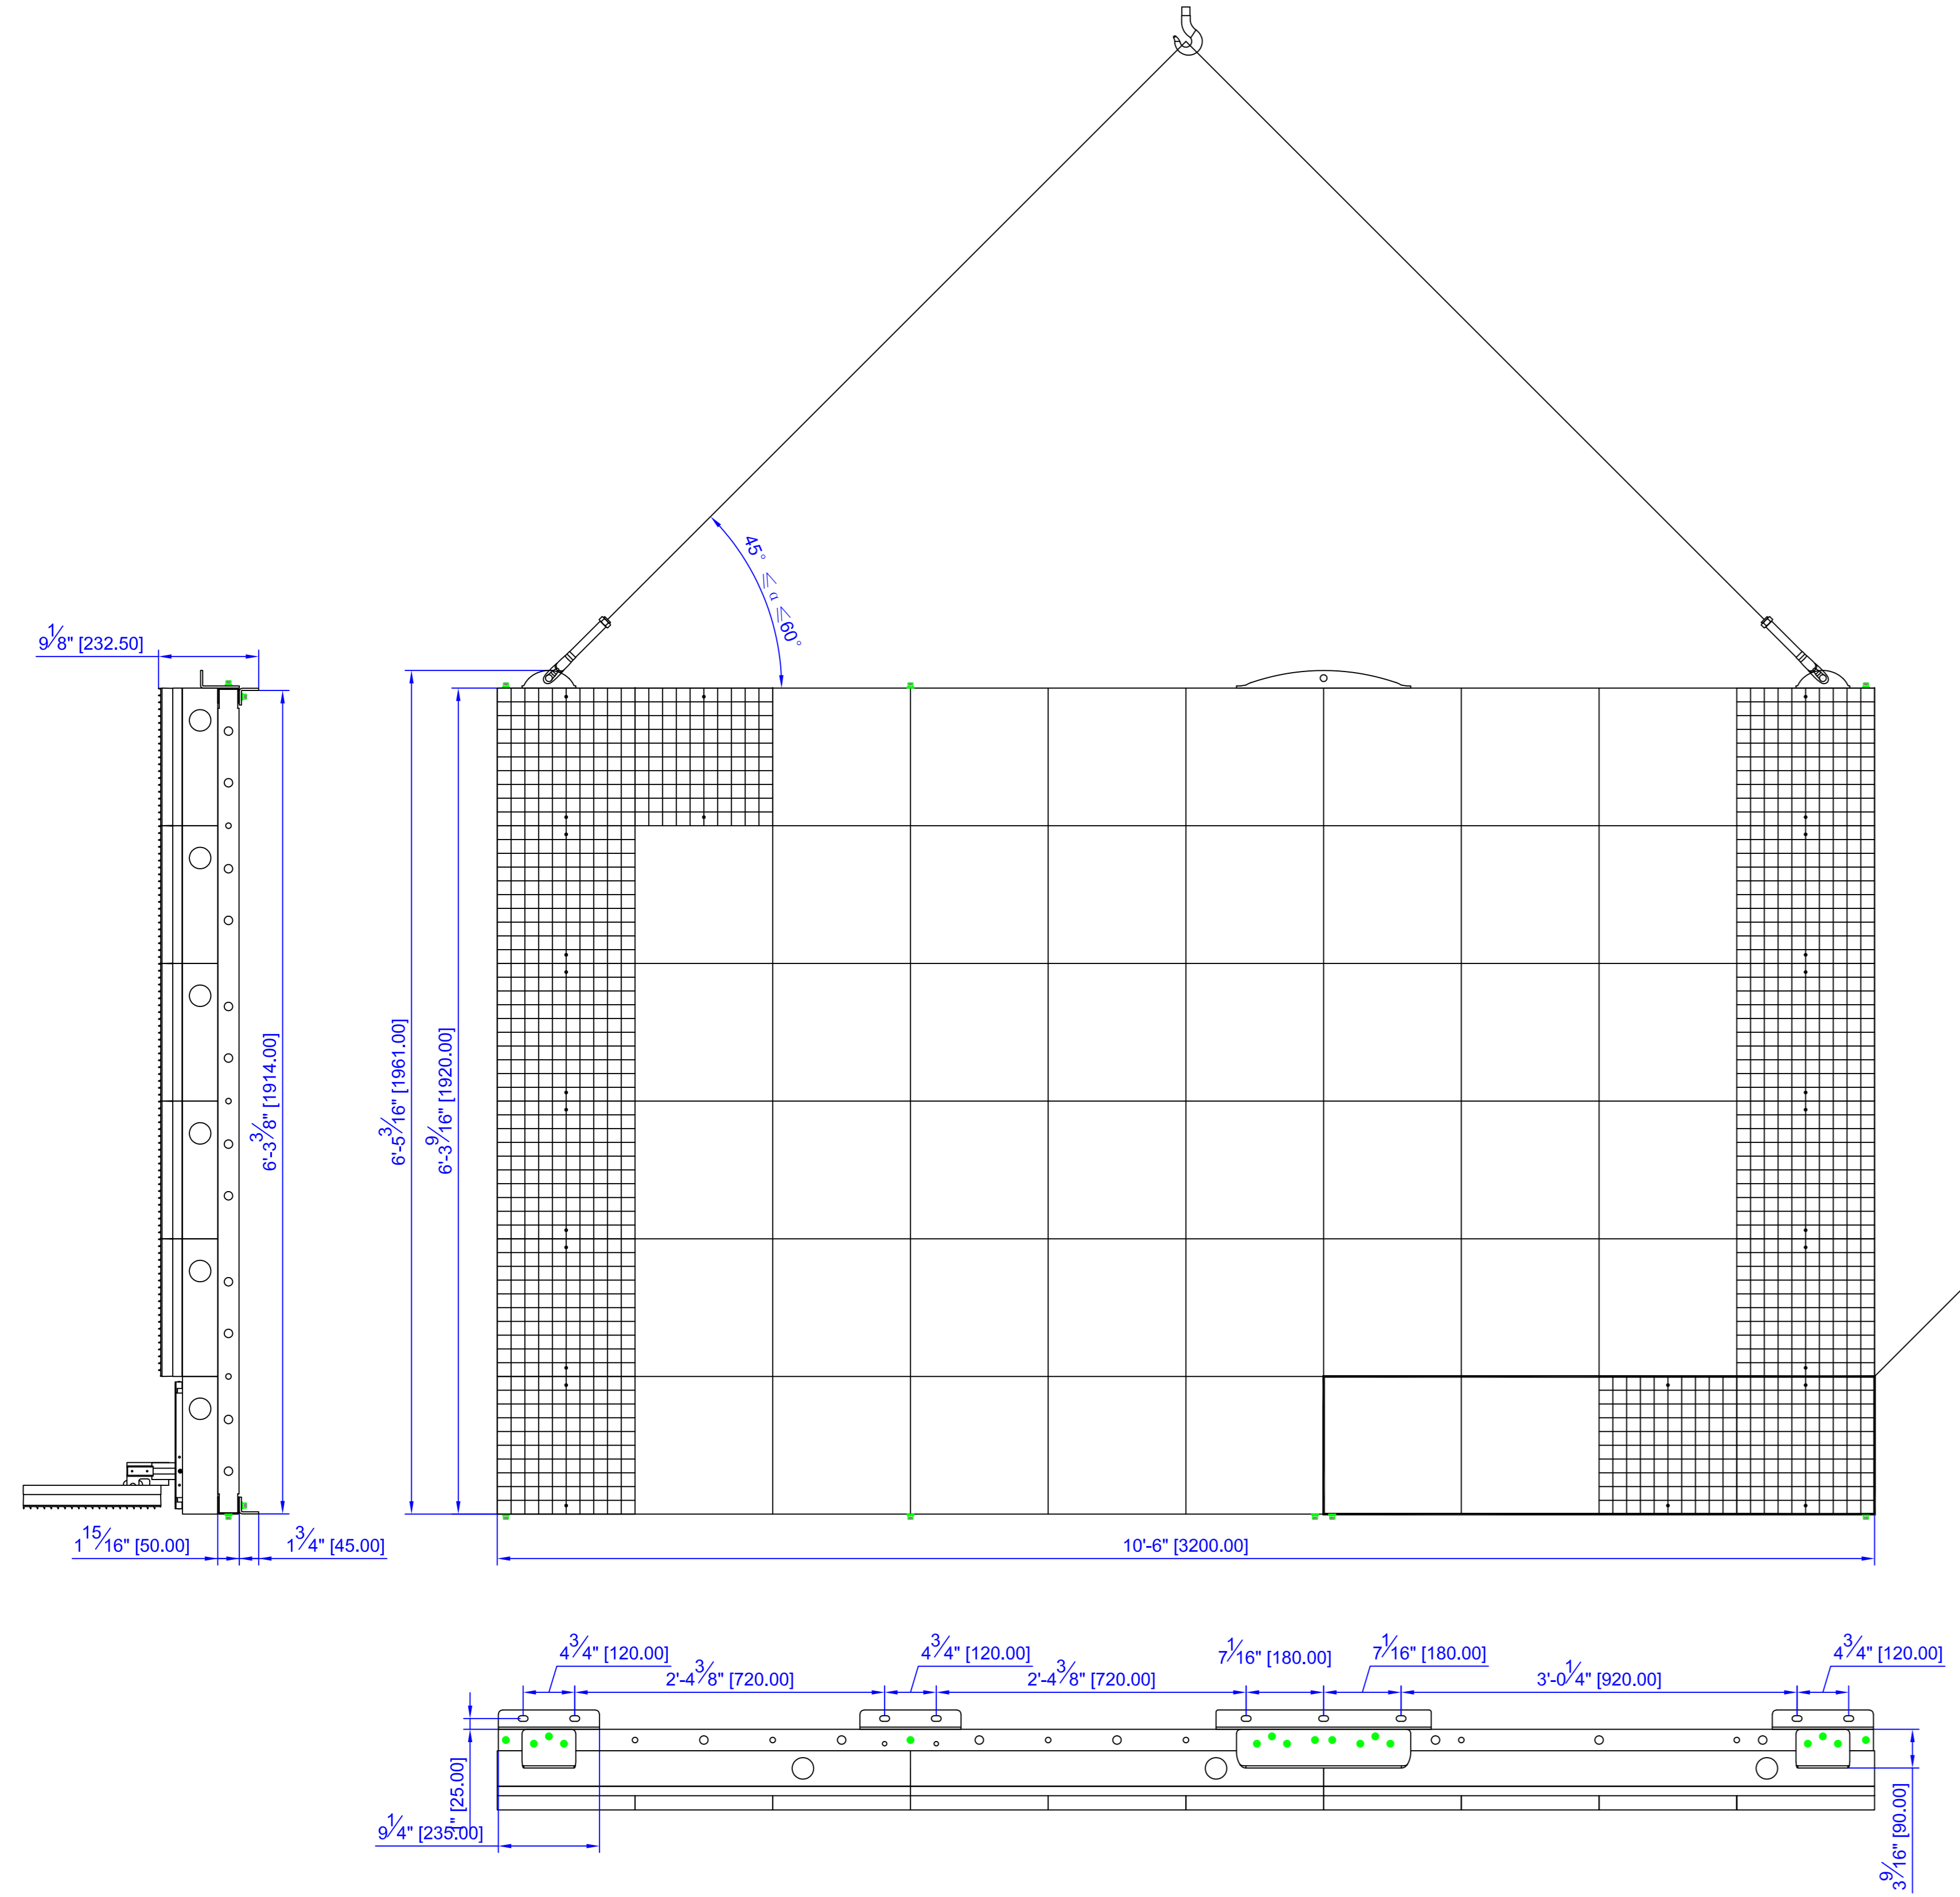 45° ≤ α ≤60°
9 1/8" [232.50]
6'-3 3/8" [1914.00]
6'-5 3/16" [1961.00]
6'-3 9/16" [1920.00]
1 15/16" [50.00]
1 3/4" [45.00]
10'-6" [3200.00]
4 3/4" [120.00]
4 3/4" [120.00]
7 1/16" [180.00]
7 1/16" [180.00]
4 3/4" [120.00]
2'-4 3/8" [720.00]
2'-4 3/8" [720.00]
3'-0 1/4" [920.00]
1" [25.00]
9 1/4" [235.00]
3 9/16" [90.00]